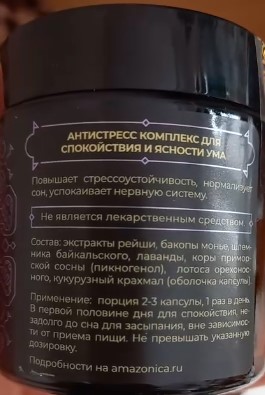 АНТИСТРЕСС КОМПЛЕКС ДЛЯ
СПОКОЙСТВИЯ И ЯСНОСТИ УМА
Повышает стрессоустойчивость, нормализует
сон, успокаивает нервную систему.
Не является лекарственным средством
Состав: экстракты рейши, бакопы монье, шлем-
ника байкальского, лаванды, коры примор-
ской сосны (пикногенол), лотоса орехонос-
ного, кукурузный крахмал (оболочка капсулы).
Применение: порция 2-3 капсулы, 1 раз в день.
В первой половине дня для спокойствия, не-
задолго до сна для засыпания, вне зависимос-
ти от приема пищи. Не превышать указанную
дозировку.
Подробности на amazonica.ru